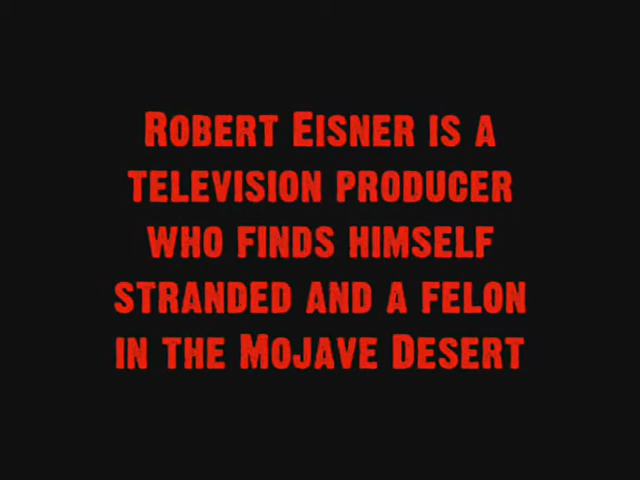 ROBERT EISNER IS A
TELEVISION PRODUCER
WHO FINDS HIMSELF
STRANDED AND A FELON
IN THE MOJAVE DESERT